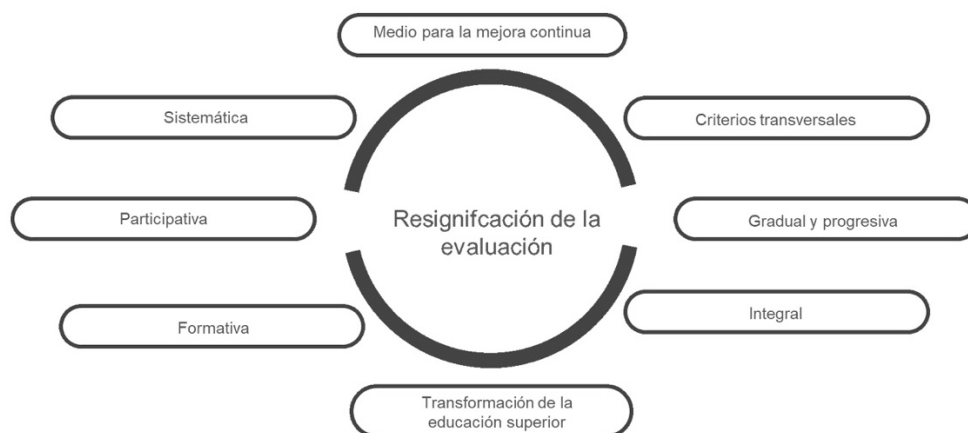 Medio para la mejora continua
Sistemática
Criterios transversales
Participativa
Resignifcación de la
evaluación
Gradual y progresiva
Formativa
Integral
Transformación de la
educación superior